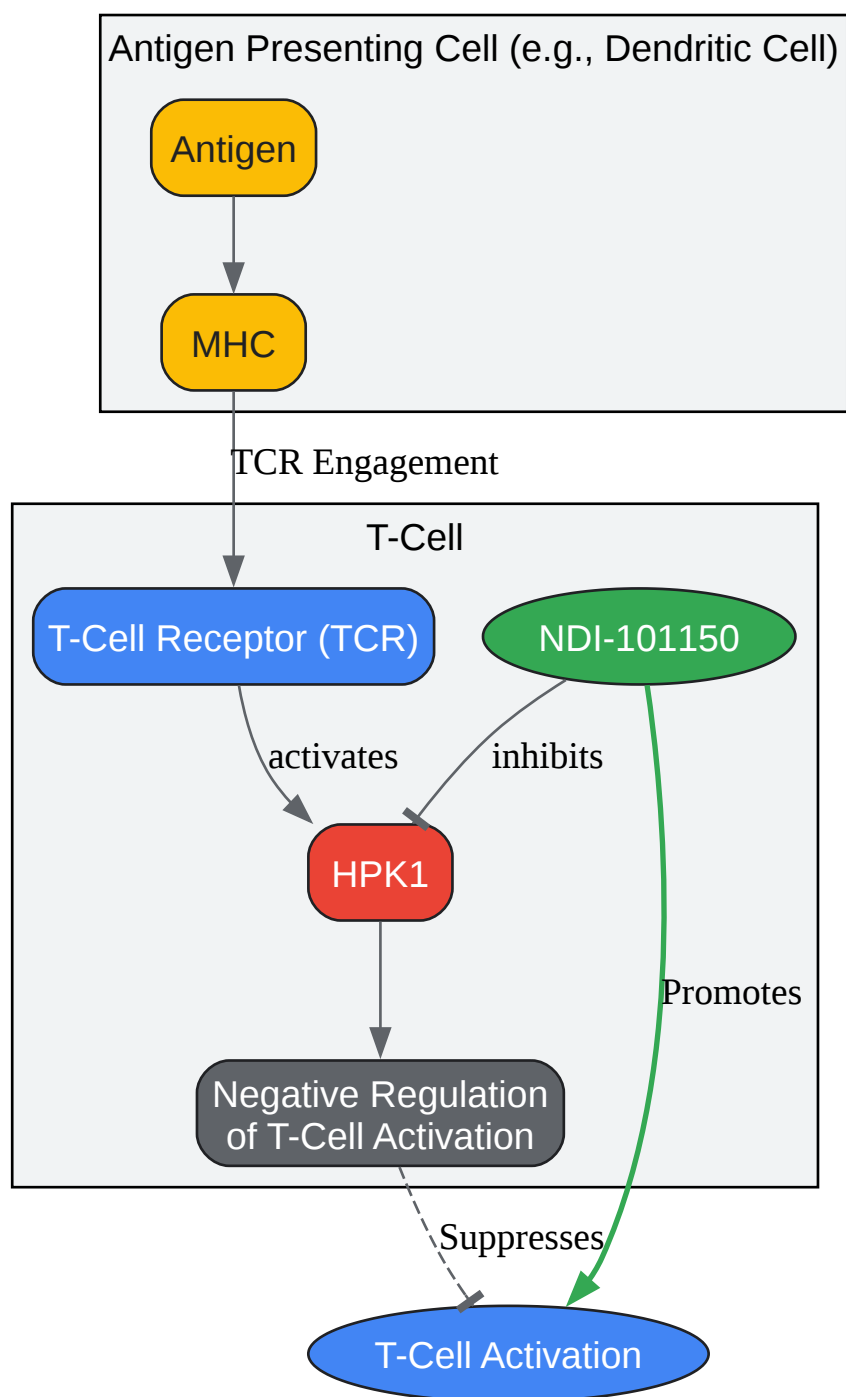 Antigen Presenting Cell (e.g., Dendritic Cell)
Antigen
MHC
TCR Engagement
T-Cell
T-Cell Receptor (TCR)
NDI-101150
activates
inhibits
HPK1
Promotes
Negative Regulation
of T-Cell Activation
Suppresses
T-Cell Activation